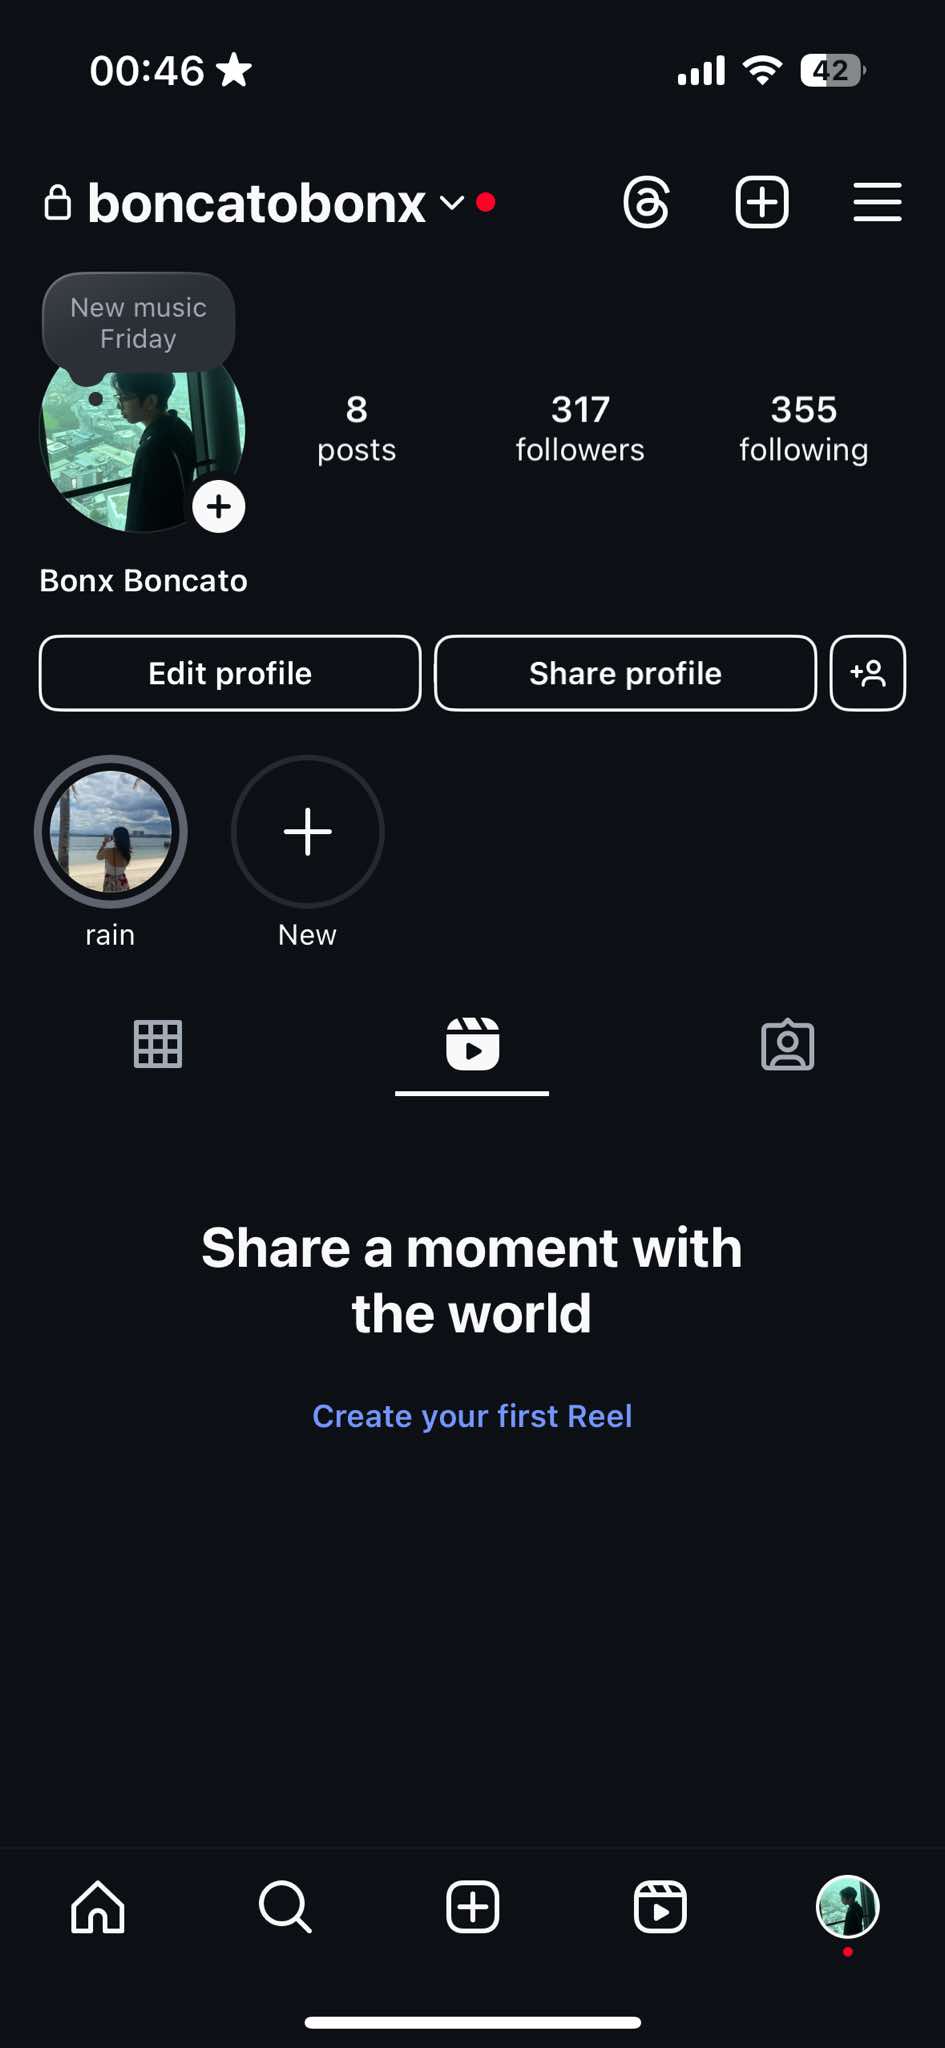 00:46
42
boncatobonx
New music
Friday
8
posts
317
followers
355
following
Bonx Boncato
Edit profile
Share profile
rain
New
Share a moment with
the world
Create your first Reel